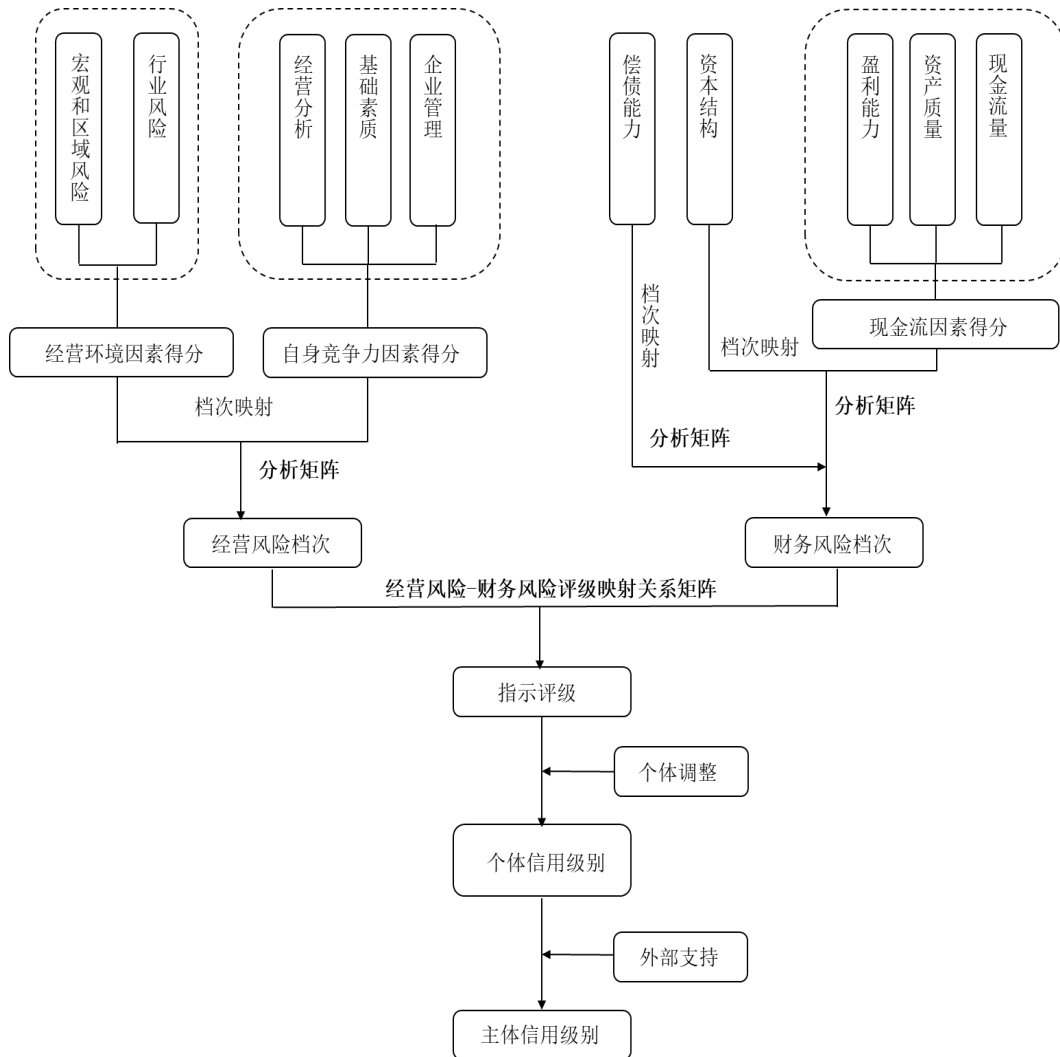 宏观和区域风险
行业风险
经营分析
基础素质
企业管理
偿债能力
资本结构
盈利能力
资产质量
现金流量
档次映射
现金流因素得分
经营环境因素得分
自身竞争力因素得分
档次映射
档次映射
分析矩阵
分析矩阵
分析矩阵
经营风险档次
财务风险档次
经营风险-财务风险评级映射关系矩阵
指示评级
个体调整
个体信用级别
外部支持
主体信用级别